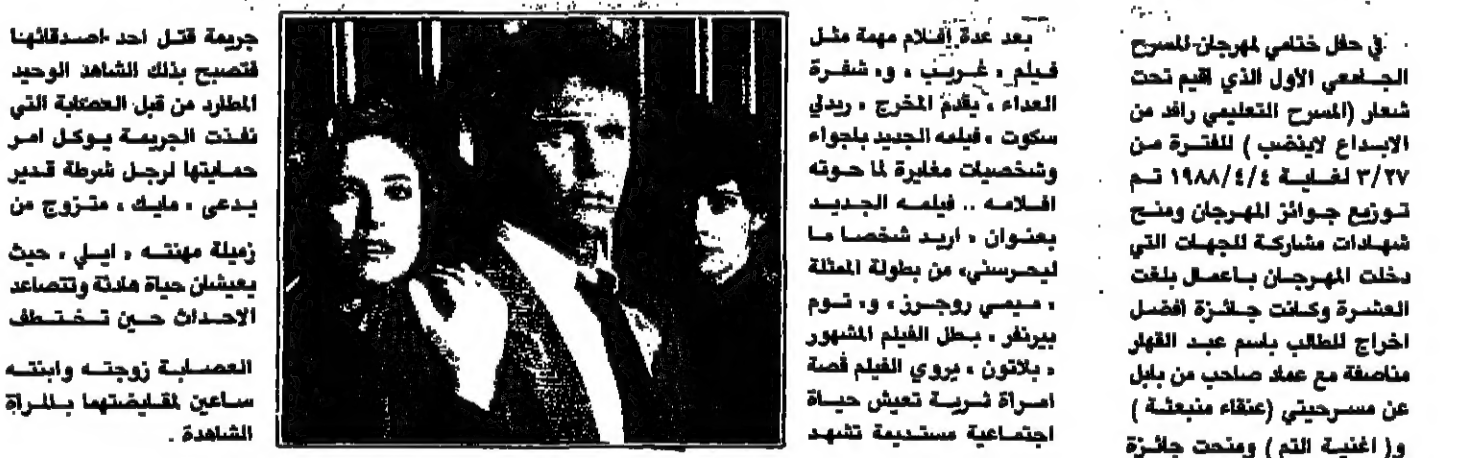 في حفل ختامي لمهرجان المسرح
الجامعي الأول الذي اقيم تحت
شعار (المسرح التعليمي رافد من
الابداع لاينضب ) للفترة من
٣/٢٧ لغاية ١٩٨٨/٤/٤ تم
توزيع جوائز المهرجان ومنح
شهادات مشاركة للجهات التي
دخلت المهرجان باعمال بلغت
العشرة وكانت جائزة افضل
اخراج للطالب باسم عبد القهار
مناصفة مع عماد صاحب من بابل
عن مسرحيتي (عنقاء منبعثة )
و( اغنية التم ) ومنحت جائزة
بعد عدة افلام مهمة مثل
فيلم « غريب » و« شفرة
العداء » يقدم المخرج « ريدلي
سكوت » فيلمه الجديد باجواء
وشخصيات مغايرة لما حوته
افلامه .. فيلمه الجديد
بعنوان « اريد شخصا ما
ليحرسني» من بطولة الممثلة
« ميمي روجرز » و« توم
بيرنفر » بطل الفيلم المشهور
« بلاتون » يروي الفيلم قصة
امراة ثرية تعيش حياة
اجتماعية مستديمة تشهد
جريمة قتل احد اصدقائها
فتصبح بذلك الشاهد الوحيد
المطارد من قبل العصابة التي
نفذت الجريمة يوكل امر
حمايتها لرجل شرطة قدير
يدعى « مايك » متزوج من
زميلة مهنته « ايلي » حيث
يعيشان حياة هادئة وتتصاعد
الاحداث حين تختطف
العصابة زوجته وابنته
ساعين لمقايضتهما بالمراة
الشاهدة .